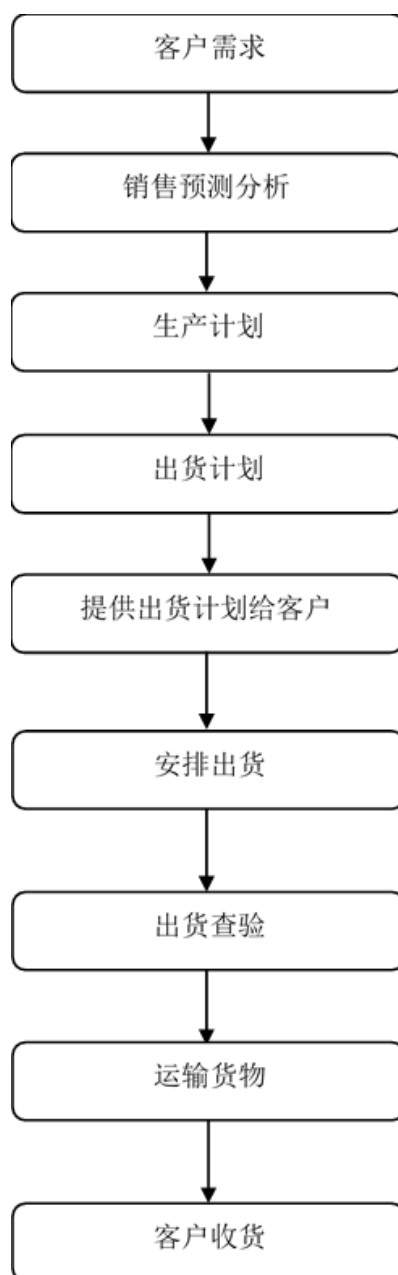 客户需求
销售预测分析
生产计划
出货计划
提供出货计划给客户
安排出货
出货查验
运输货物
客户收货